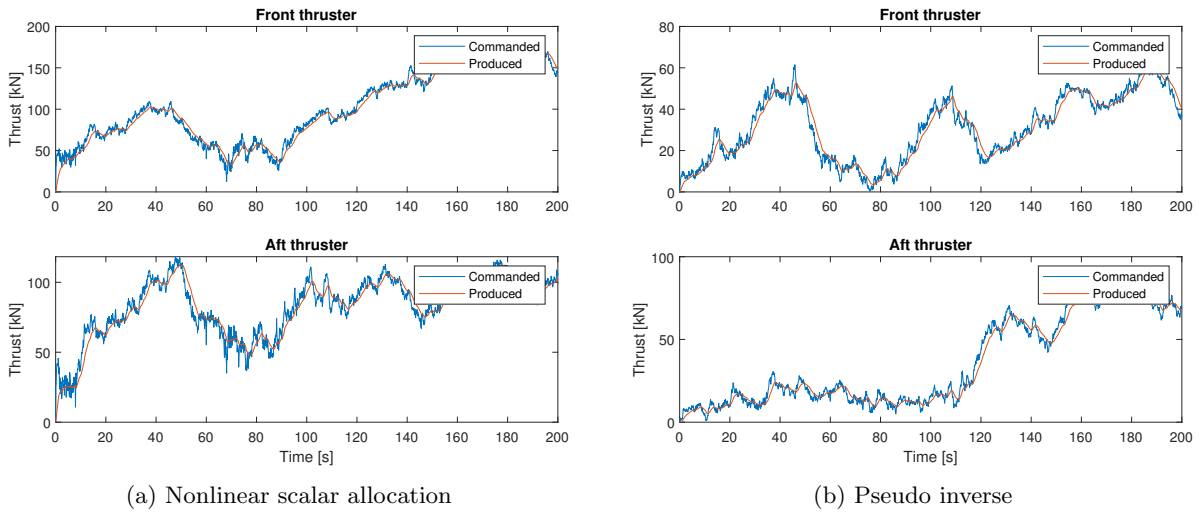 Front thruster
200
150
100
50
0
Thrust [kN]
Commanded
Produced
0 20 40 60 80 100 120 140 160 180 200
Aft thruster
100
50
0
Thrust [kN]
Commanded
Produced
0 20 40 60 80 100 120 140 160 180 200
Time [s]
(a) Nonlinear scalar allocation
Front thruster
80
60
40
20
0
Thrust [kN]
Commanded
Produced
0 20 40 60 80 100 120 140 160 180 200
Aft thruster
100
50
0
Thrust [kN]
Commanded
Produced
0 20 40 60 80 100 120 140 160 180 200
Time [s]
(b) Pseudo inverse